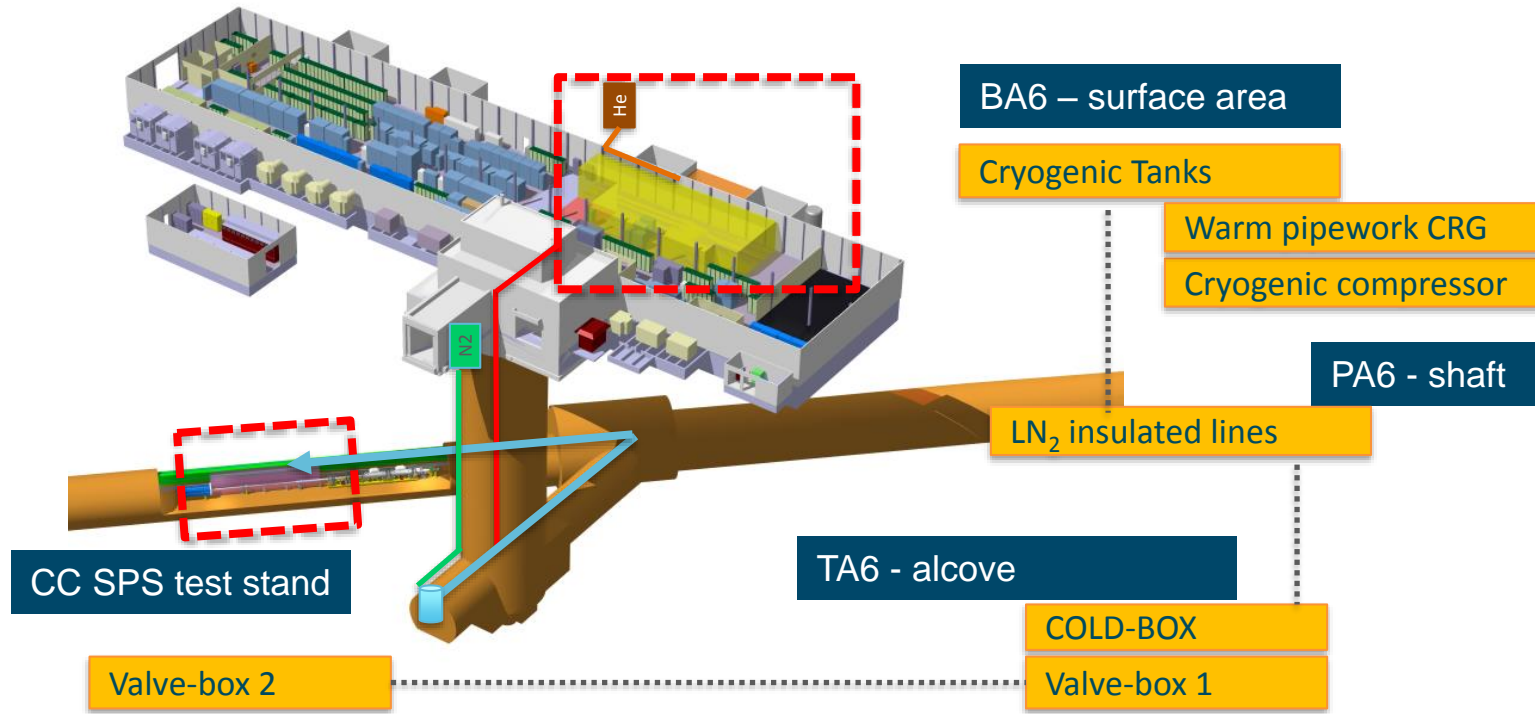 He
BA6 – surface area
Cryogenic Tanks
Warm pipework CRG
Cryogenic compressor
N2
PA6 - shaft
LN₂ insulated lines
CC SPS test stand
TA6 - alcove
COLD-BOX
Valve-box 2
Valve-box 1